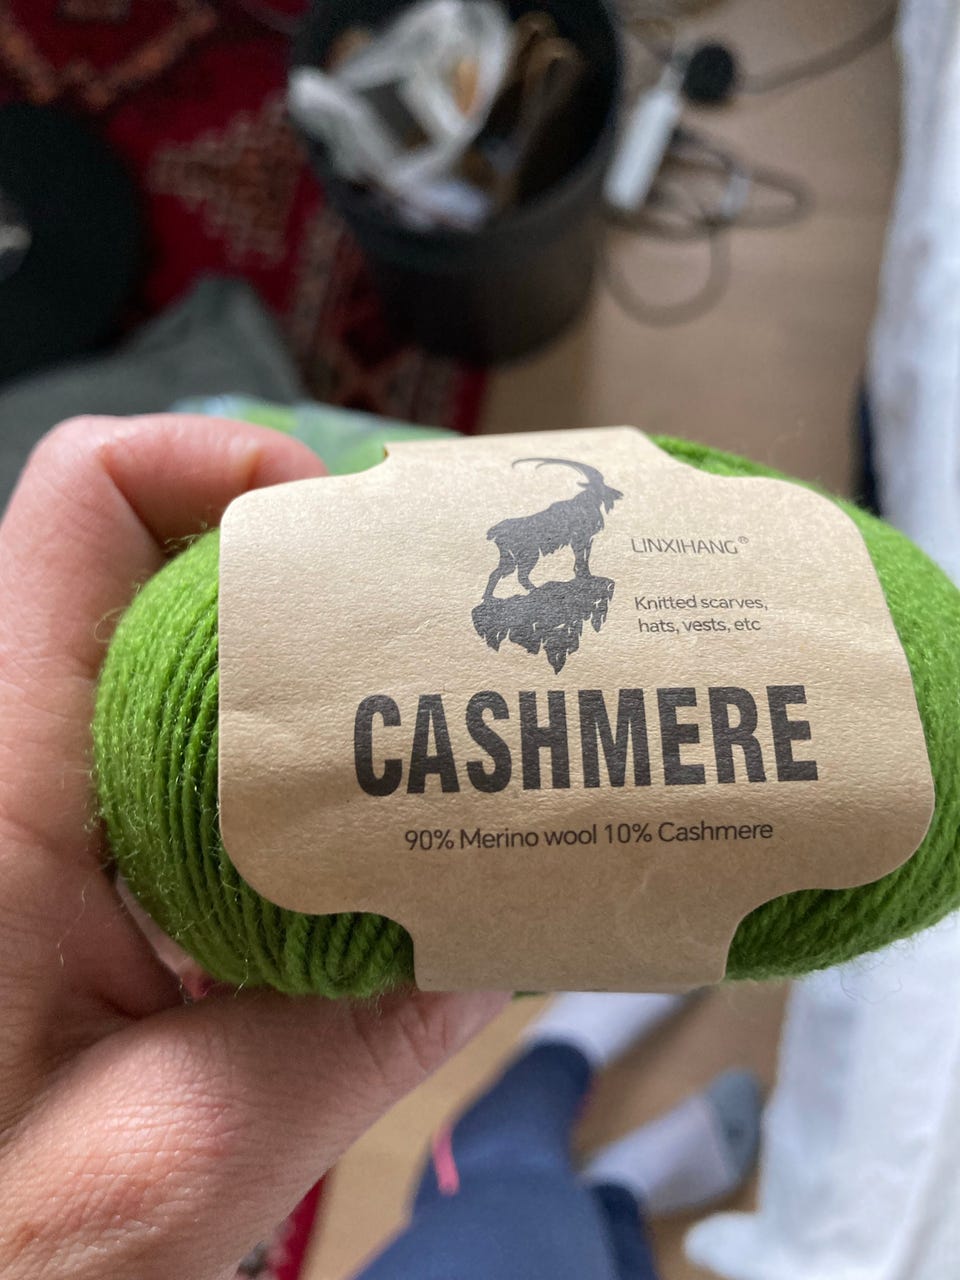 LINXIHANG®
Knitted scarves,
hats, vests, etc
CASHMERE
90% Merino wool 10% Cashmere